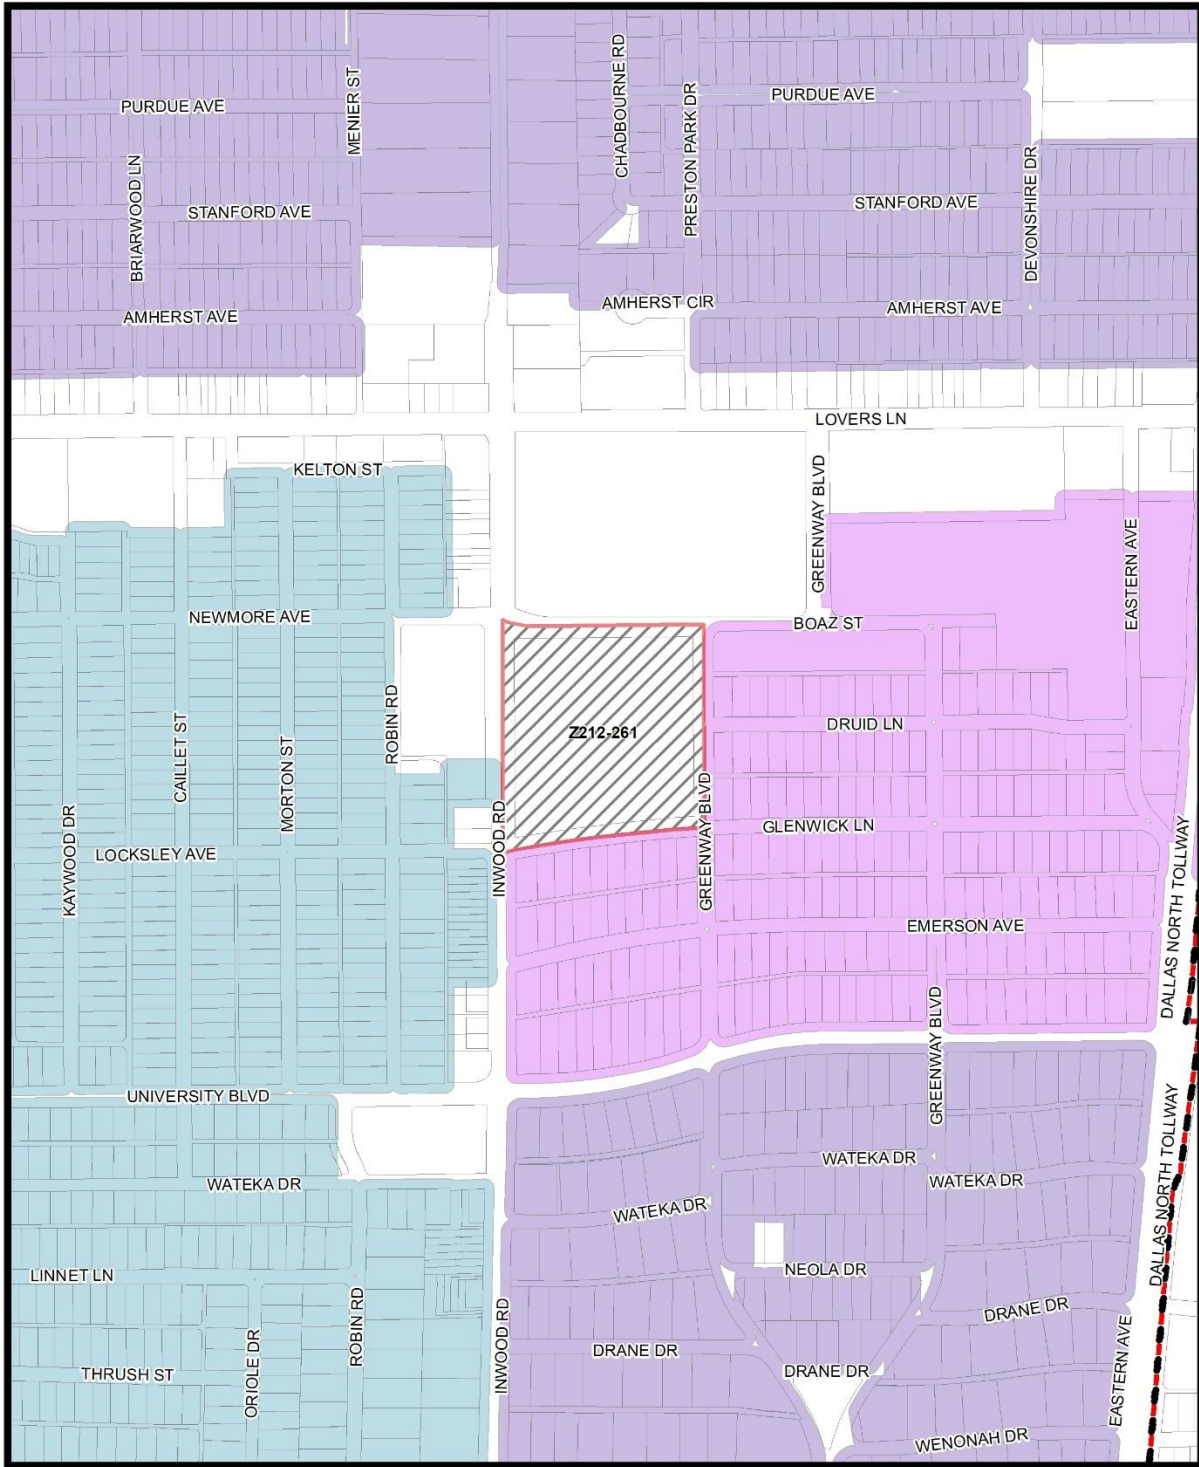 CHADBOURNE RD
MENIER ST
PURDUE AVE
PURDUE AVE
PRESTON PARK DR
BRIARWOOD LN
STANFORD AVE
STANFORD AVE
DEVONSHIRE DR
AMHERST CIR
AMHERST AVE
AMHERST AVE
LOVERS LN
KELTON ST
GREENWAY BLVD
EASTERN AVE
NEWMORE AVE
BOAZ ST
ROBIN RD
CAILLET ST
Z212-261
DRUID LN
MORTON ST
KAYWOOD DR
LOCKSLEY AVE
INWOOD RD
GREENWAY BLVD
GLENWICK LN
DALLAS NORTH TOLLWAY
EMERSON AVE
GREENWAY BLVD
UNIVERSITY BLVD
WATEKA DR
WATEKA DR
WATEKA DR
WATEKA DR
DALLAS NORTH TOLLWAY
LINNET LN
NEOLA DR
ROBIN RD
INWOOD RD
DRANE DR
DRANE DR
DRANE DR
THRUSH ST
ORIOLE DR
EASTERN AVE
WENONAH DR